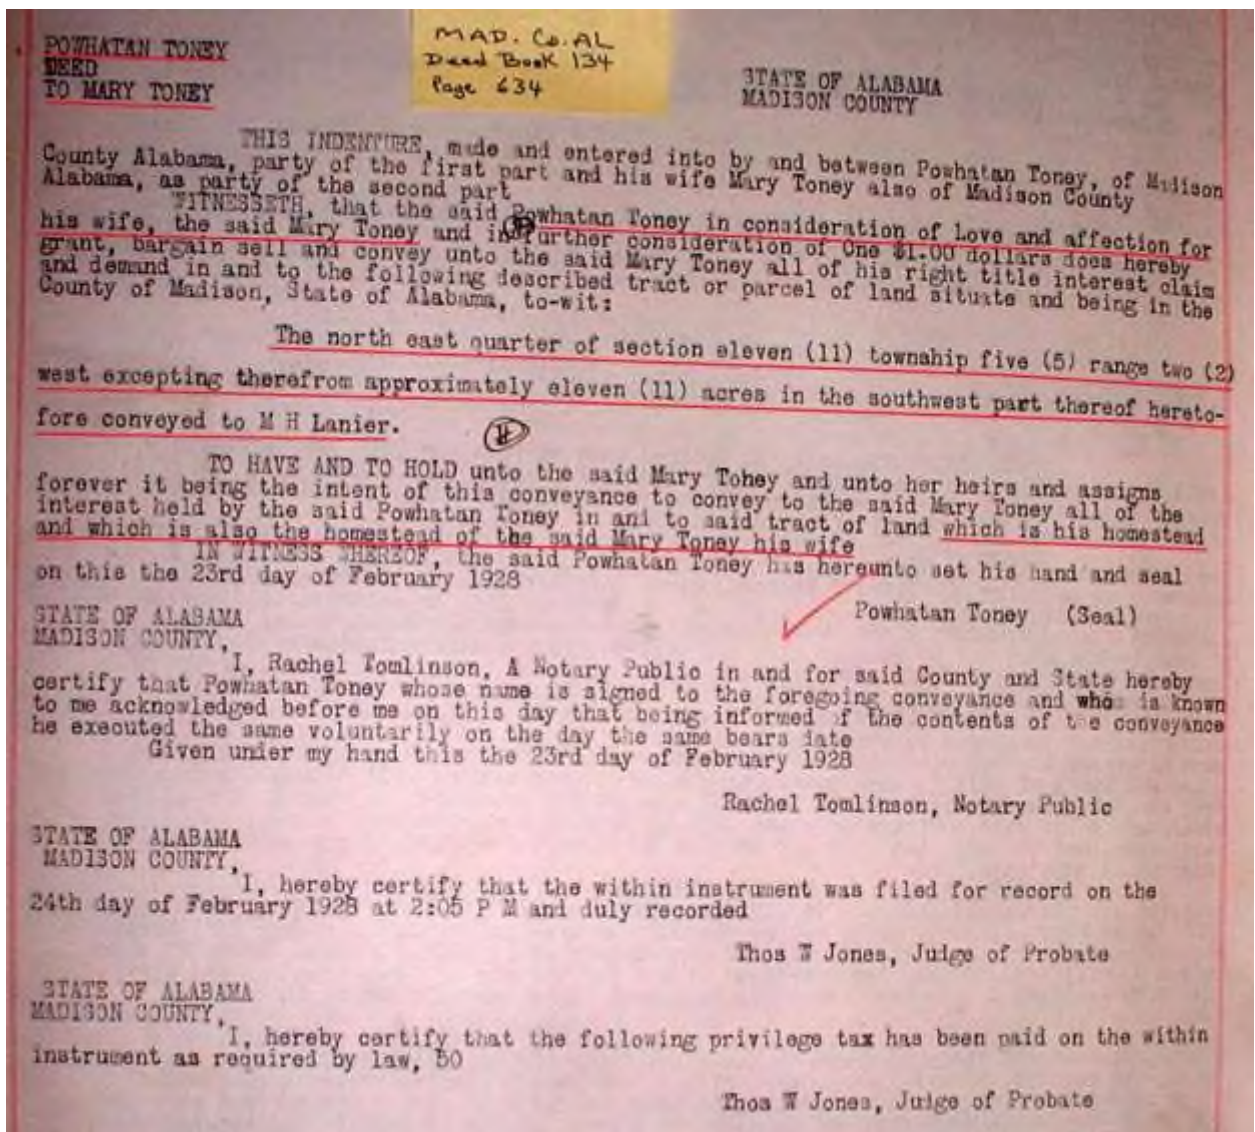 POWHATAN TONEY
DEED
TO MARY TONEY
MAD. Co. AL
Deed Book 134
Page 634
STATE OF ALABAMA
MADISON COUNTY
THIS INDENTURE, made and entered into by and between Powhatan Toney, of Madison
County Alabama, party of the first part and his wife Mary Toney also of Madison County
Alabama, as party of the second part
WITNESSETH, that the said Powhatan Toney in consideration of Love and affection for
his wife, the said Mary Toney and in further consideration of One $1.00 dollars does hereby
grant, bargain sell and convey unto the said Mary Toney all of his right title interest claim
and demand in and to the following described tract or parcel of land situate and being in the
County of Madison, State of Alabama, to-wit:
The north east quarter of section eleven (11) township five (5) range two (2)
west excepting therefrom approximately eleven (11) acres in the southwest part thereof hereto-
fore conveyed to M H Lanier.
TO HAVE AND TO HOLD unto the said Mary Tohey and unto her heirs and assigns
forever it being the intent of this conveyance to convey to the said Mary Toney all of the
interest held by the said Powhatan Toney in and to said tract of land which is his homestead
and which is also the homestead of the said Mary Toney his wife
IN WITNESS WHEREOF, the said Powhatan Toney has hereunto set his hand and seal
on this the 23rd day of February 1928
Powhatan Toney (Seal)
STATE OF ALABAMA
MADISON COUNTY,
I, Rachel Tomlinson, A Notary Public in and for said County and State hereby
certify that Powhatan Toney whose name is signed to the foregoing conveyance and who is known
to me acknowledged before me on this day that being informed of the contents of the conveyance
he executed the same voluntarily on the day the same bears date
Given under my hand this the 23rd day of February 1928
Rachel Tomlinson, Notary Public
STATE OF ALABAMA
MADISON COUNTY,
I, hereby certify that the within instrument was filed for record on the
24th day of February 1928 at 2:05 P M and duly recorded
Thos W Jones, Judge of Probate
STATE OF ALABAMA
MADISON COUNTY,
I, hereby certify that the following privilege tax has been paid on the within
instrument as required by law, 50
Thos W Jones, Judge of Probate